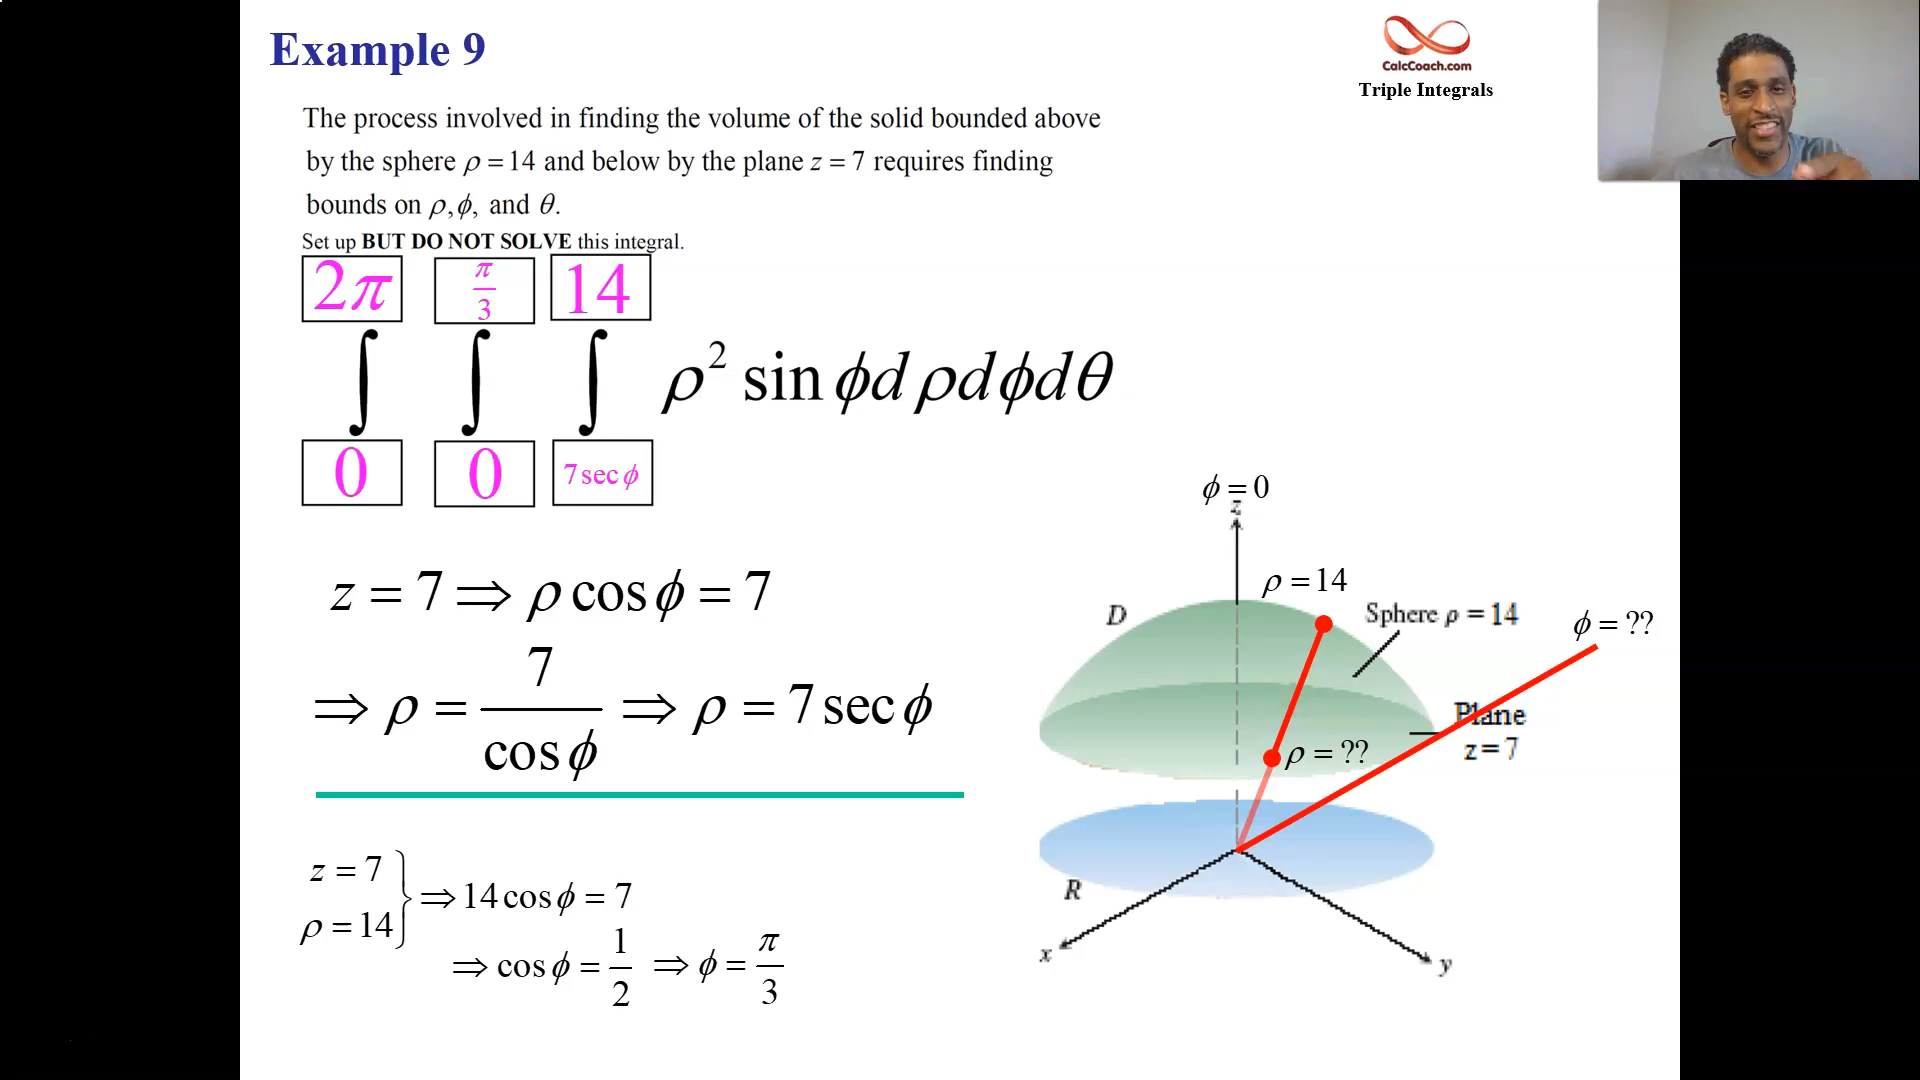 Example 9
CalcCoach.com
Triple Integrals
The process involved in finding the volume of the solid bounded above
by the sphere ρ = 14 and below by the plane z = 7 requires finding
bounds on ρ, ϕ, and θ.
Set up BUT DO NOT SOLVE this integral.
2π π/3 14
∫ ∫ ∫ ρ² sin ϕ d ρ d ϕ d θ
0 0 7 sec ϕ
z = 7 ⇒ ρ cos ϕ = 7
⇒ ρ = 7/cos ϕ ⇒ ρ = 7 sec ϕ
z = 7
ρ = 14
} ⇒ 14 cos ϕ = 7
⇒ cos ϕ = 1/2 ⇒ ϕ = π/3
ϕ = 0
z
ρ = 14
D
Sphere ρ = 14
ϕ = ??
Plane
z = 7
ρ = ??
R
x
y